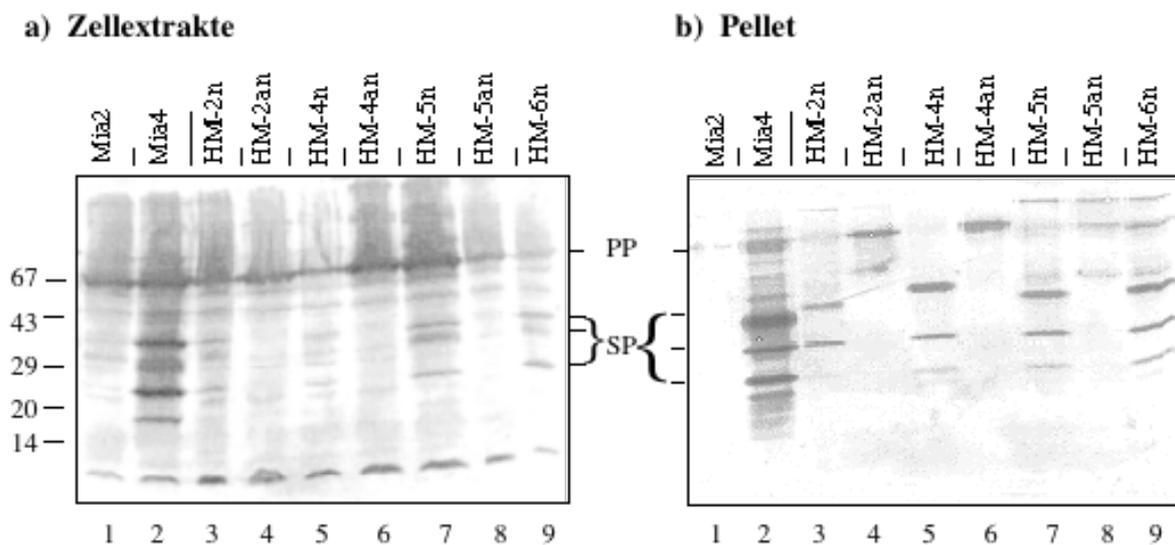 a) Zellextrakte
b) Pellet
Mia2
Mia4
HM-2n
HM-2an
HM-4n
HM-4an
HM-5n
HM-5an
HM-6n
Mia2
Mia4
HM-2n
HM-2an
HM-4n
HM-4an
HM-5n
HM-5an
HM-6n
PP
67
43
SP
29
20
14
1 2 3 4 5 6 7 8 9
1 2 3 4 5 6 7 8 9